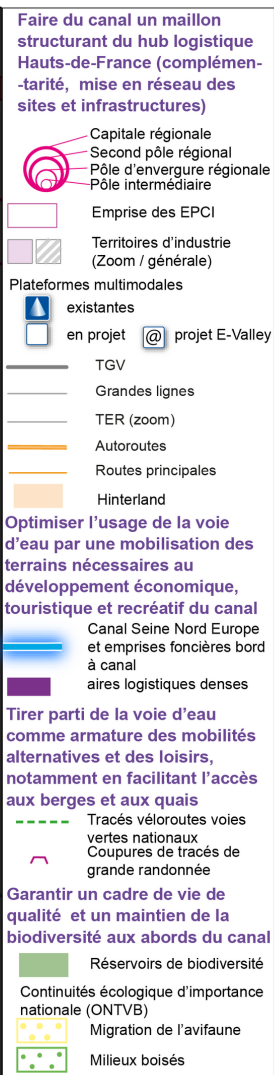 Faire du canal un maillon
structurant du hub logistique
Hauts-de-France (complémen-
-tarité, mise en réseau des
sites et infrastructures)
Capitale régionale
Second pôle régional
Pôle d'envergure régionale
Pôle intermédiaire
Emprise des EPCI
Territoires d'industrie
(Zoom / générale)
Plateformes multimodales
existantes
en projet @ projet E-Valley
TGV
Grandes lignes
TER (zoom)
Autoroutes
Routes principales
Hinterland
Optimiser l'usage de la voie
d'eau par une mobilisation des
terrains nécessaires au
développement économique,
touristique et recréatif du canal
Canal Seine Nord Europe
et emprises foncières bord
à canal
aires logistiques denses
Tirer parti de la voie d'eau
comme armature des mobilités
alternatives et des loisirs,
notamment en facilitant l'accès
aux berges et aux quais
Tracés véloroutes voies
vertes nationaux
Coupures de tracés de
grande randonnée
Garantir un cadre de vie de
qualité et un maintien de la
biodiversité aux abords du canal
Réservoirs de biodiversité
Continuités écologique d'importance
nationale (ONTVB)
Migration de l'avifaune
Milieux boisés